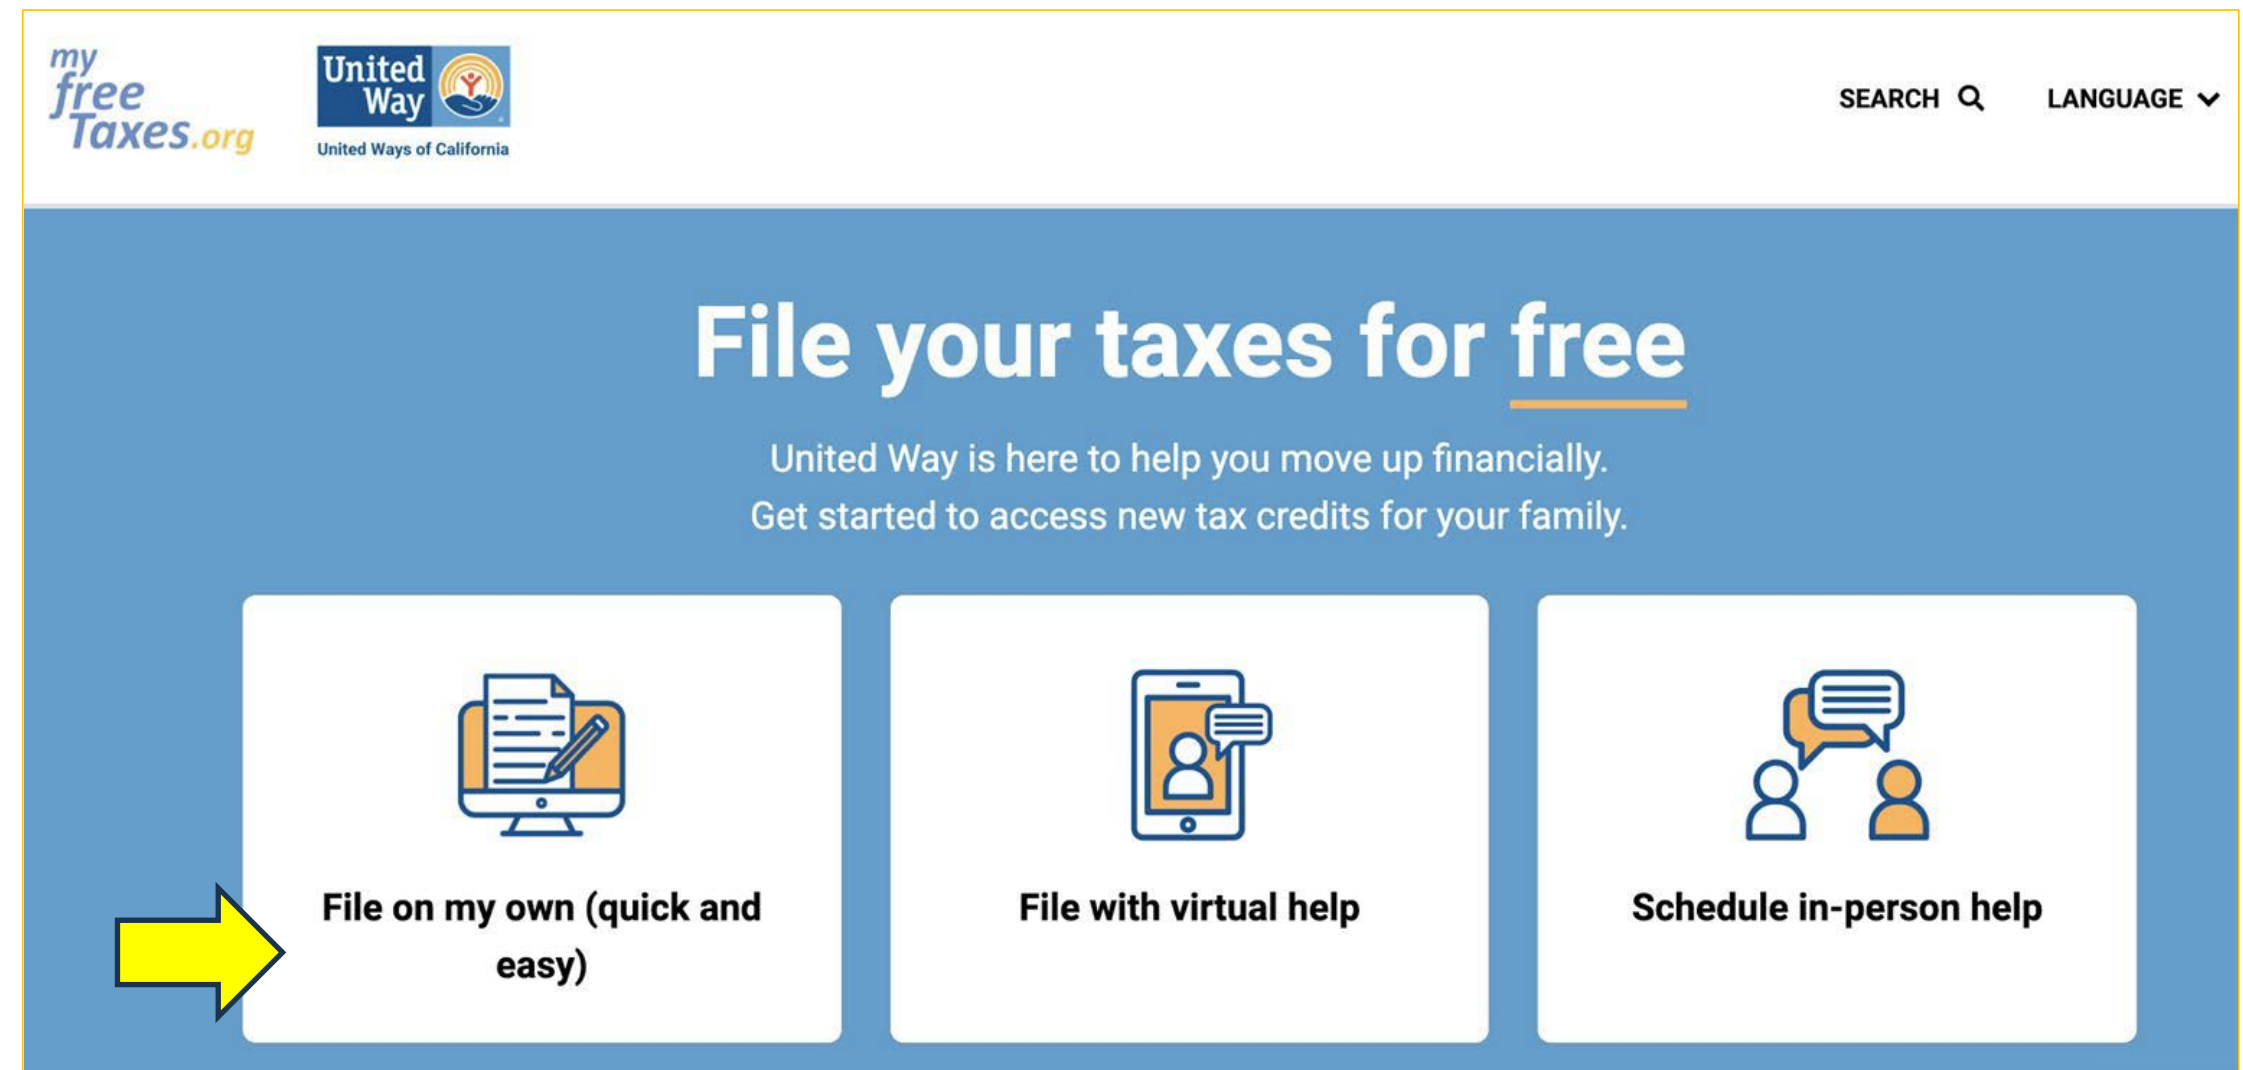 my
free
Taxes.org
United
Way
United Ways of California
SEARCH
LANGUAGE
File your taxes for free
United Way is here to help you move up financially.
Get started to access new tax credits for your family.
File on my own (quick and
easy)
File with virtual help
Schedule in-person help